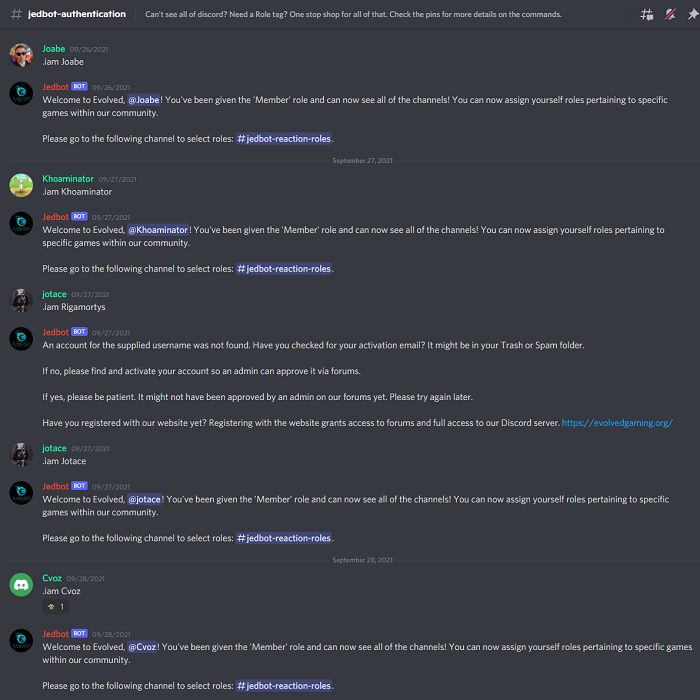 # jedbot-authentication Can't see all of discord? Need a Role tag? One stop shop for all of that. Check the pins for more details on the commands.
Joabe 09/26/2021
.iam Joabe
Jedbot BOT 09/26/2021
Welcome to Evolved, @Joabe! You've been given the 'Member' role and can now see all of the channels! You can now assign yourself roles pertaining to specific
games within our community.
Please go to the following channel to select roles: #jedbot-reaction-roles.
September 27, 2021
Khoaminator 09/27/2021
.iam Khoaminator
Jedbot BOT 09/27/2021
Welcome to Evolved, @Khoaminator! You've been given the 'Member' role and can now see all of the channels! You can now assign yourself roles pertaining to
specific games within our community.
Please go to the following channel to select roles: #jedbot-reaction-roles.
jotace 09/27/2021
.iam Rigamortys
Jedbot BOT 09/27/2021
An account for the supplied username was not found. Have you checked for your activation email? It might be in your Trash or Spam folder.
If no, please find and activate your account so an admin can approve it via forums.
If yes, please be patient. It might not have been approved by an admin on our forums yet. Please try again later.
Have you registered with our website yet? Registering with the website grants access to forums and full access to our Discord server. https://evolvedgaming.org/
jotace 09/27/2021
.iam Jotace
Jedbot BOT 09/27/2021
Welcome to Evolved, @jotace! You've been given the 'Member' role and can now see all of the channels! You can now assign yourself roles pertaining to specific
games within our community.
Please go to the following channel to select roles: #jedbot-reaction-roles.
September 28, 2021
Cvoz 09/28/2021
.iam Cvoz
1
Jedbot BOT 09/28/2021
Welcome to Evolved, @Cvoz! You've been given the 'Member' role and can now see all of the channels! You can now assign yourself roles pertaining to specific games
within our community.
Please go to the following channel to select roles: #jedbot-reaction-roles.